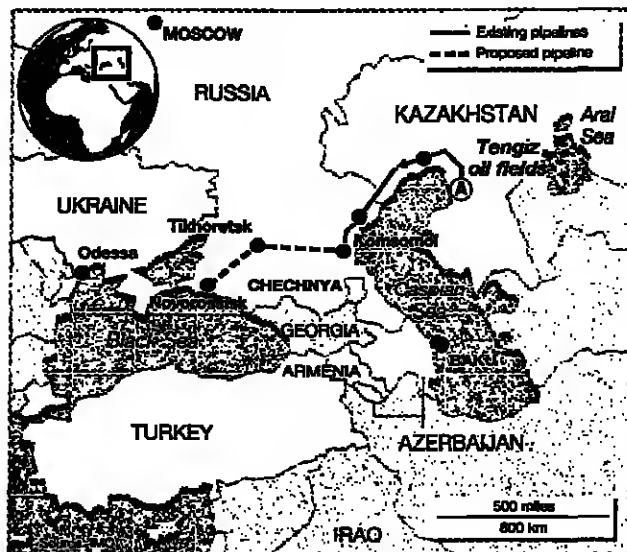 MOSCOW
Existing pipelines
Proposed pipeline
RUSSIA
KAZAKHSTAN
Aral
Sea
Tengiz
oil fields
A
UKRAINE
Tikhoretsk
Odessa
Komsomol
Novorossisk
CHECHNYA
Caspian
Sea
Black Sea
GEORGIA
BAKU
ARMENIA
TURKEY
AZERBAIJAN
500 miles
800 km
IRAQ